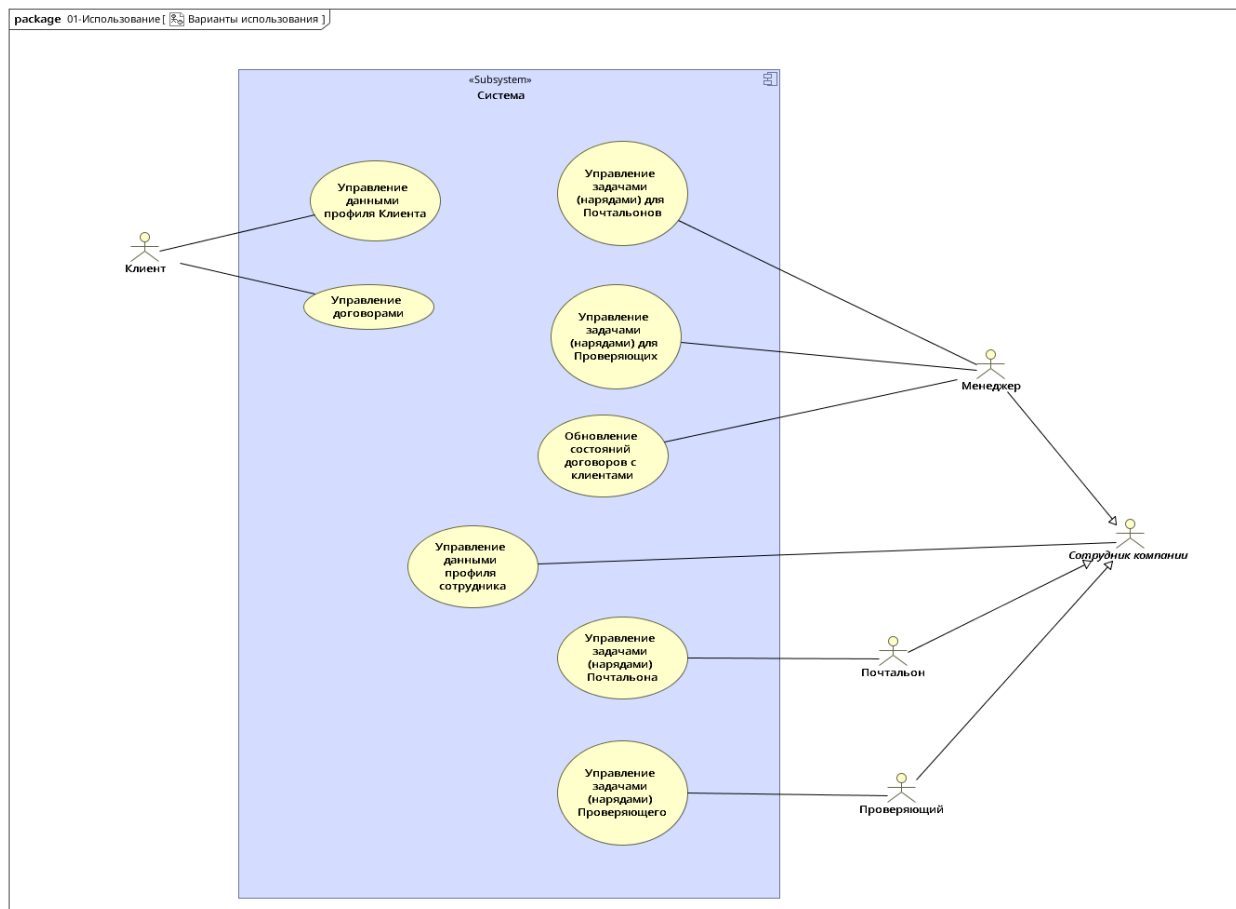 package 01-Использование [ Варианты использования ]
«Subsystem»
Система
Управление
данными
профиля Клиента
Управление
задачами
(нарядами) для
Почтальонов
Клиент
Управление
договорами
Управление
задачами
(нарядами) для
Проверяющих
Менеджер
Обновление
состояний
договоров с
клиентами
Управление
данными
профиля
сотрудника
Сотрудник компании
Управление
задачами
(нарядами)
Почтальона
Почтальон
Управление
задачами
(нарядами)
Проверяющего
Проверяющий